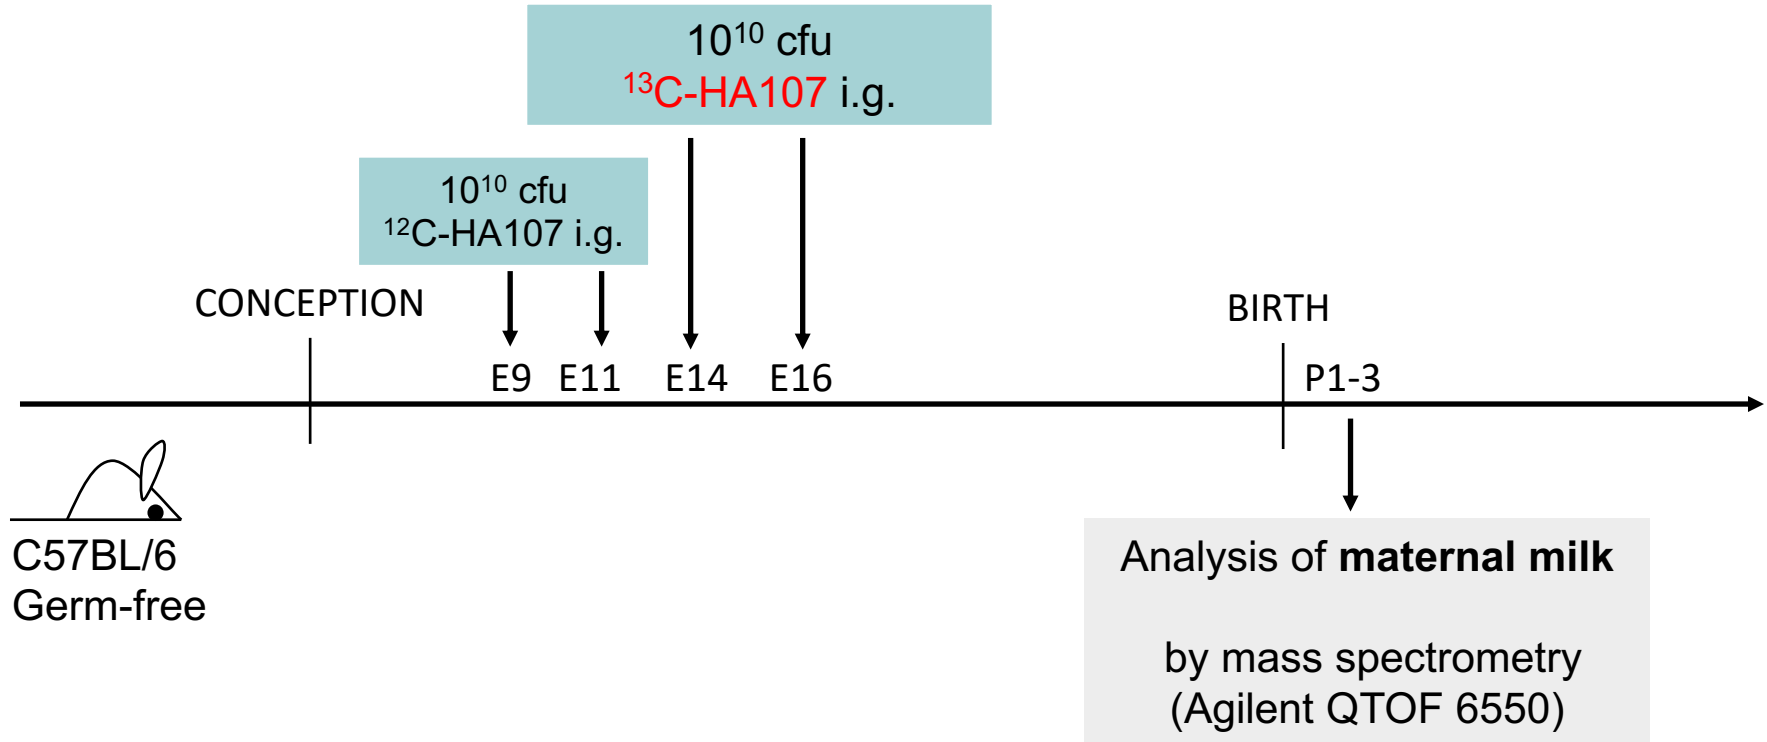 10¹⁰ cfu
¹³C-HA107 i.g.
10¹⁰ cfu
¹²C-HA107 i.g.
CONCEPTION
BIRTH
E9 E11 E14 E16 P1-3
C57BL/6
Germ-free
Analysis of maternal milk
by mass spectrometry
(Agilent QTOF 6550)